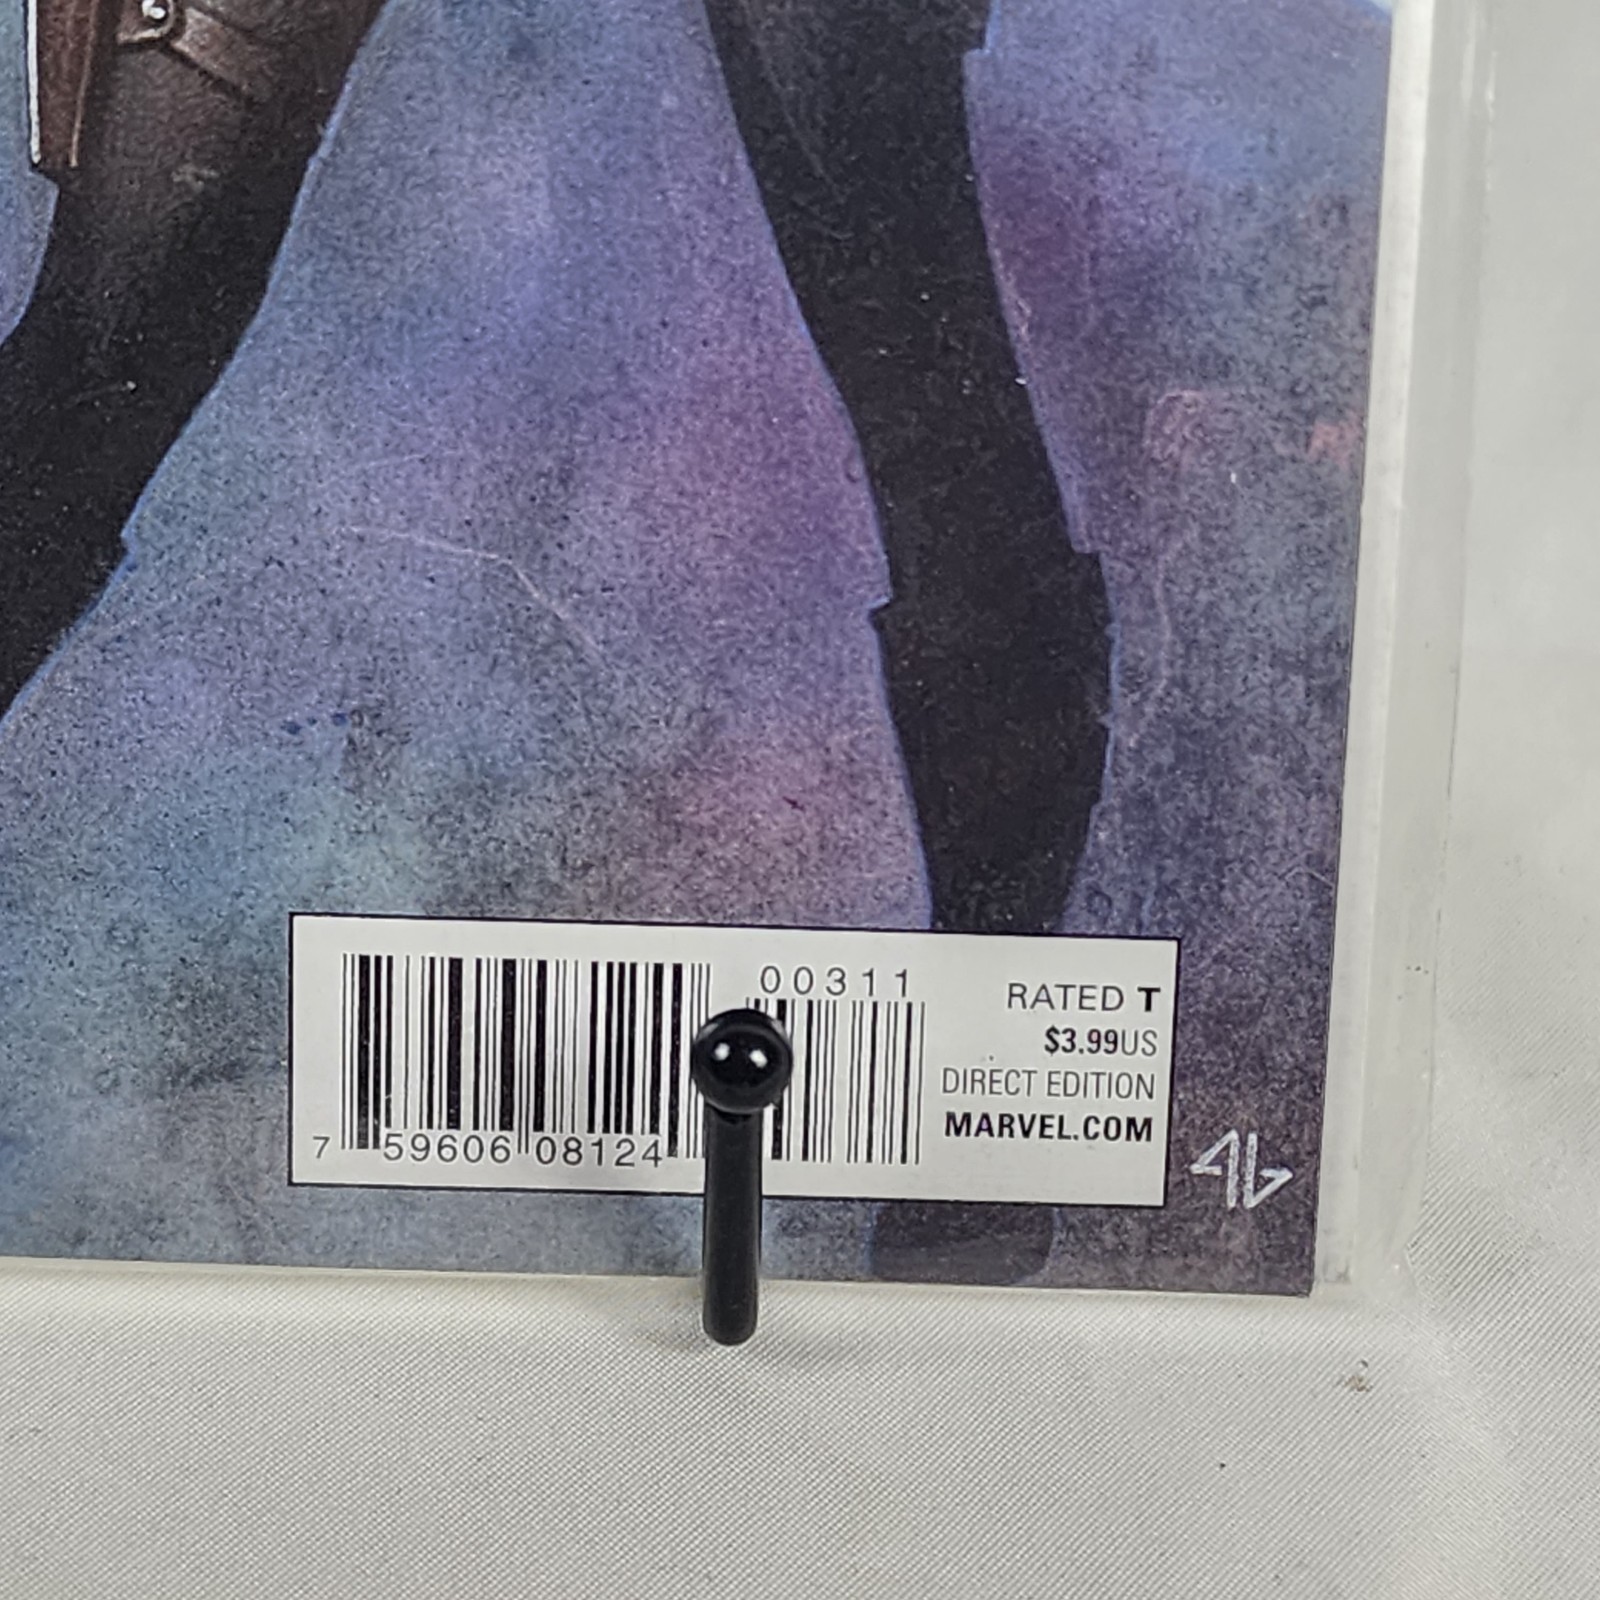 00311
RATED T
$3.99US
DIRECT EDITION
MARVEL.COM
7 59606 08124